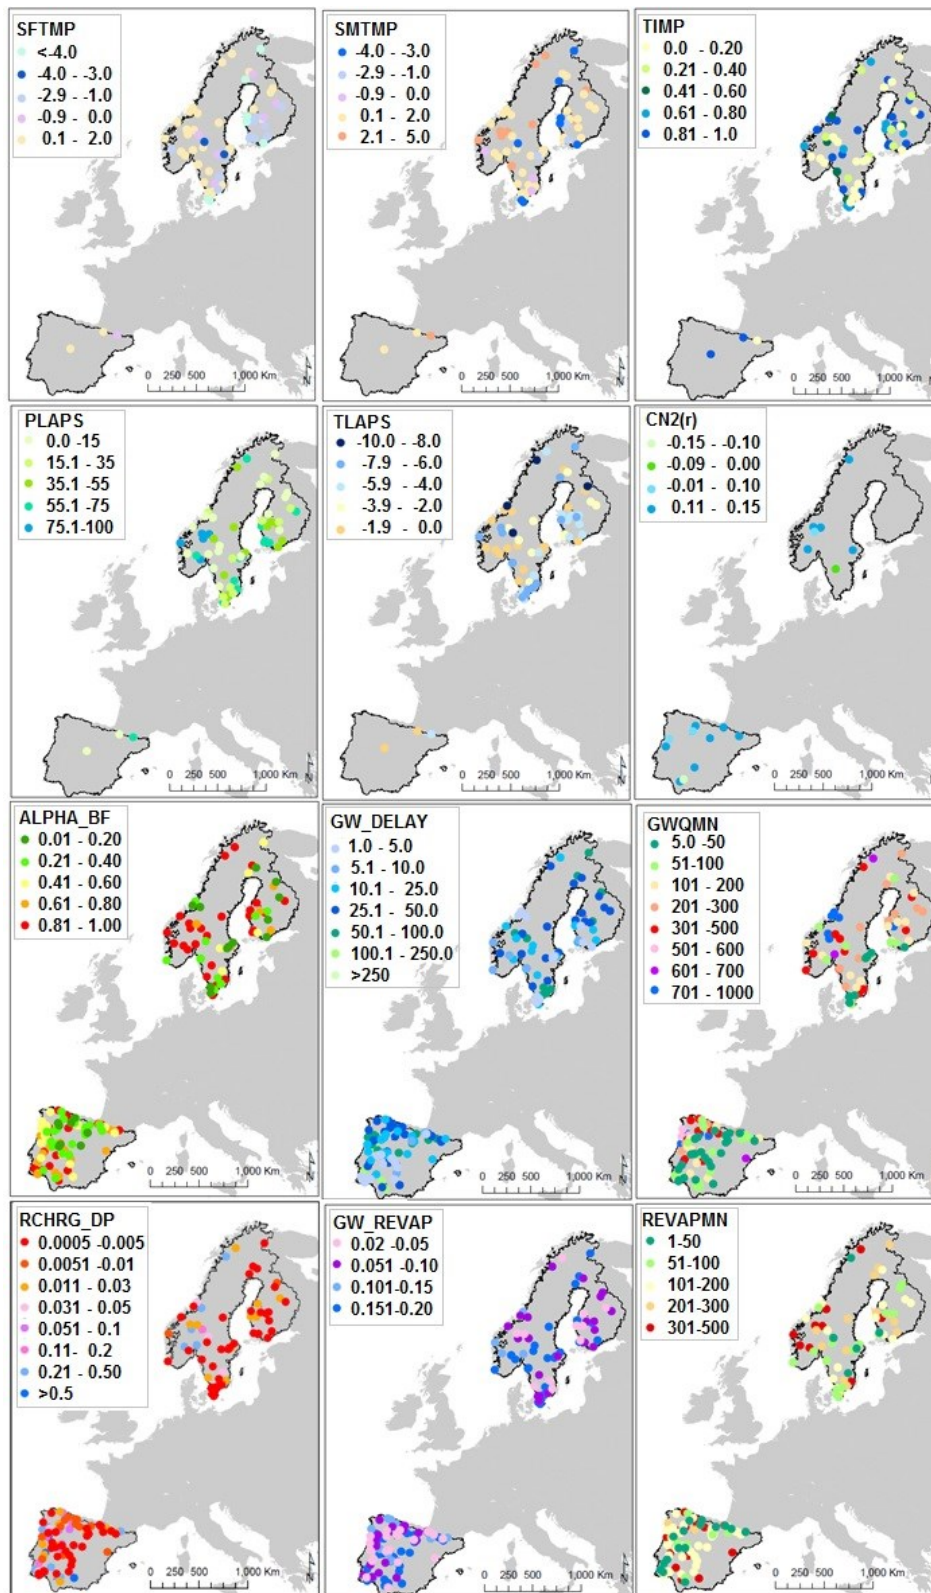 SFTMP
<-4.0
-4.0 - -3.0
-2.9 - -1.0
-0.9 - 0.0
0.1 - 2.0
0 250 500 1,000 Km
N
SMTMP
-4.0 - -3.0
-2.9 - -1.0
-0.9 - 0.0
0.1 - 2.0
2.1 - 5.0
0 250 500 1,000 Km
N
TIMP
0.0 - 0.20
0.21 - 0.40
0.41 - 0.60
0.61 - 0.80
0.81 - 1.0
0 250 500 1,000 Km
N
PLAPS
0.0 -15
15.1 - 35
35.1 - 55
55.1 - 75
75.1-100
0 250 500 1,000 Km
N
TLAPS
-10.0 - -8.0
-7.9 - -6.0
-5.9 - -4.0
-3.9 - -2.0
-1.9 - 0.0
0 250 500 1,000 Km
N
CN2(r)
-0.15 - -0.10
-0.09 - 0.00
-0.01 - 0.10
0.11 - 0.15
0 250 500 1,000 Km
N
ALPHA_BF
0.01 - 0.20
0.21 - 0.40
0.41 - 0.60
0.61 - 0.80
0.81 - 1.00
0 250 500 1,000 Km
N
GW_DELAY
1.0 - 5.0
5.1 - 10.0
10.1 - 25.0
25.1 - 50.0
50.1 - 100.0
100.1 - 250.0
>250
0 250 500 1,000 Km
N
GWQMN
5.0 -50
51-100
101 - 200
201 -300
301 -500
501 - 600
601 - 700
701 - 1000
0 250 500 1,000 Km
N
RCHRG_DP
0.0005 -0.005
0.0051 -0.01
0.011 - 0.03
0.031 - 0.05
0.051 - 0.1
0.11- 0.2
0.21 - 0.50
>0.5
0 250 500 1,000 Km
N
GW_REVAP
0.02 -0.05
0.051 -0.10
0.101-0.15
0.151-0.20
0 250 500 1,000 Km
N
REVAPMN
1-50
51-100
101-200
201-300
301-500
0 250 500 1,000 Km
N